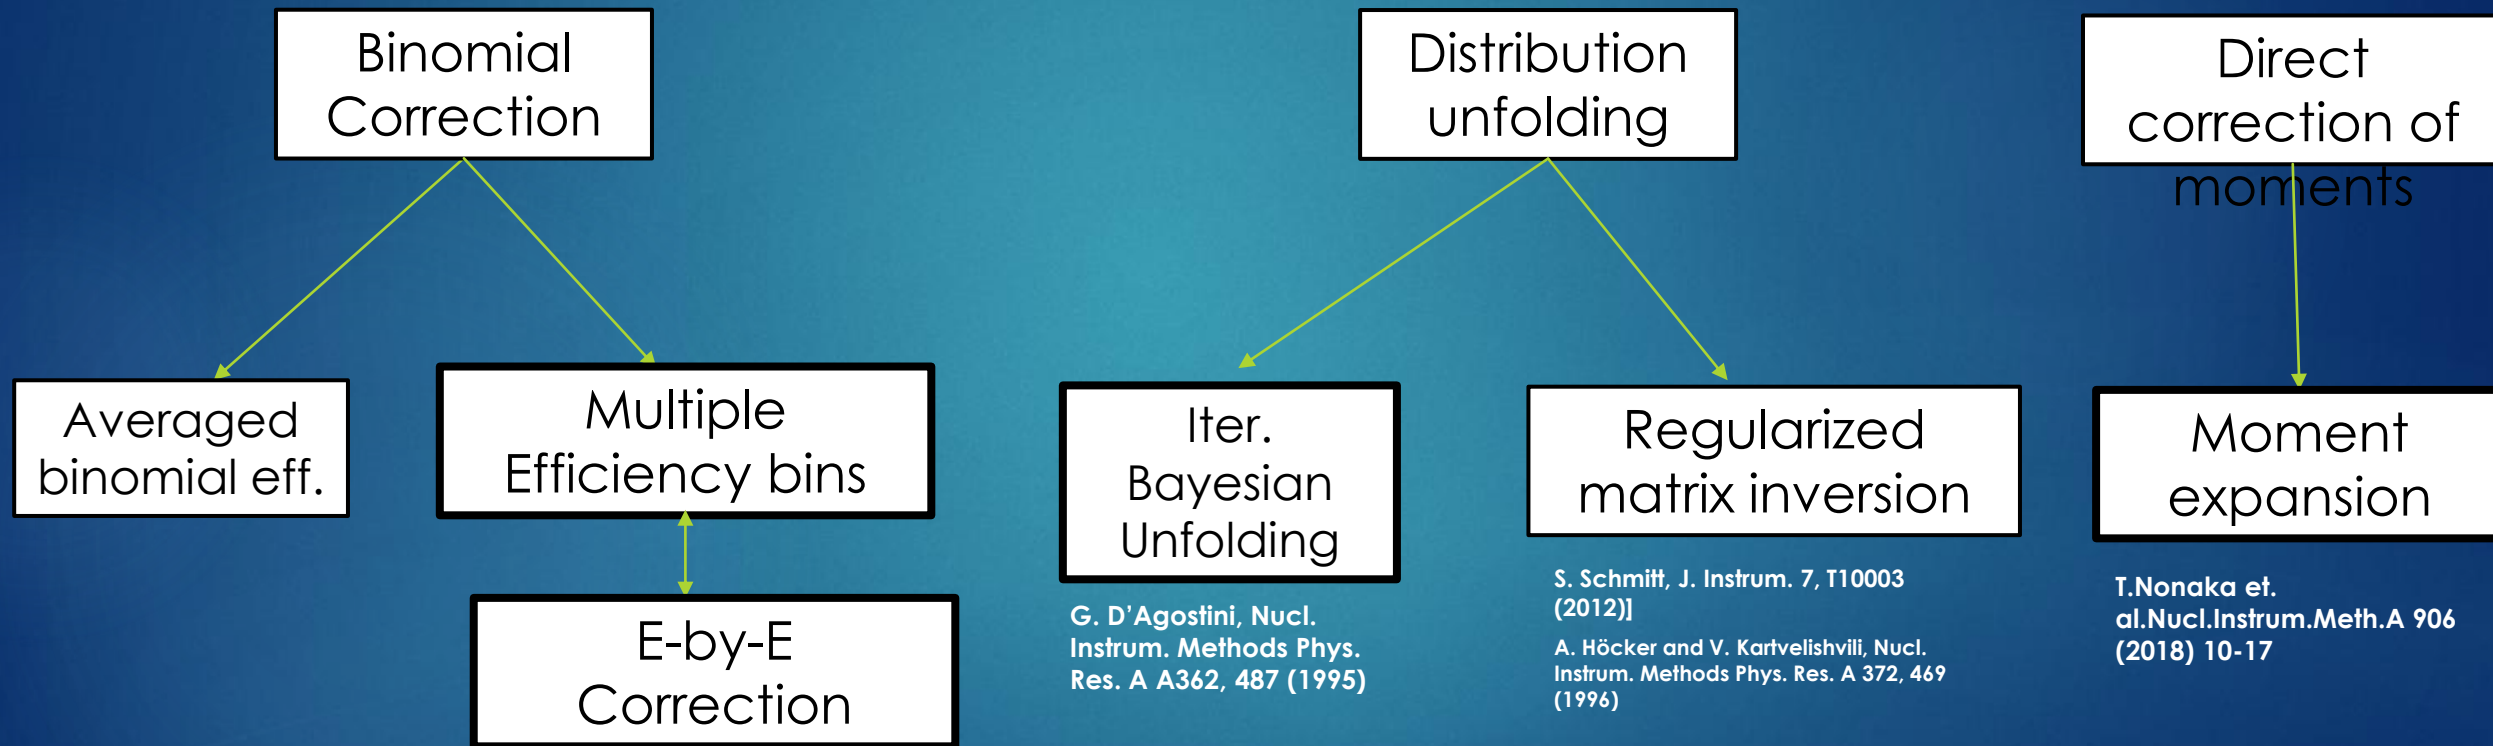 Binomial
Correction
Distribution
unfolding
Direct
correction of
moments
Averaged
binomial eff.
Multiple
Efficiency bins
Iter.
Bayesian
Unfolding
Regularized
matrix inversion
Moment
expansion
E-by-E
Correction
G. D’Agostini, Nucl.
Instrum. Methods Phys.
Res. A A362, 487 (1995)
S. Schmitt, J. Instrum. 7, T10003
(2012)]
A. Höcker and V. Kartvelishvili, Nucl.
Instrum. Methods Phys. Res. A 372, 469
(1996)
T.Nonaka et.
al.Nucl.Instrum.Meth.A 906
(2018) 10-17